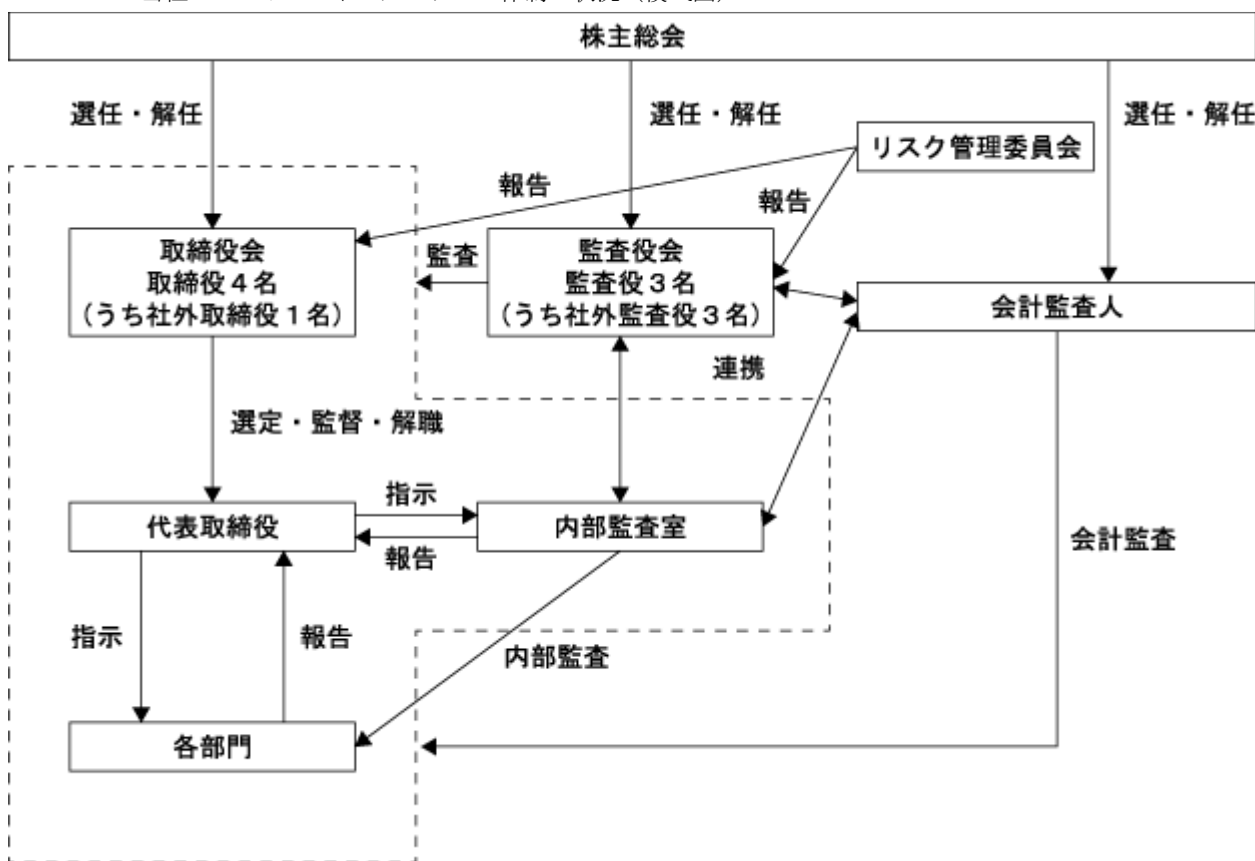 株主総会
選任・解任
選任・解任
選任・解任
リスク管理委員会
報告
報告
取締役会
取締役４名
（うち社外取締役１名）
監査
監査役会
監査役３名
（うち社外監査役３名）
会計監査人
連携
選定・監督・解職
代表取締役
指示
報告
内部監査室
会計監査
指示
報告
内部監査
各部門